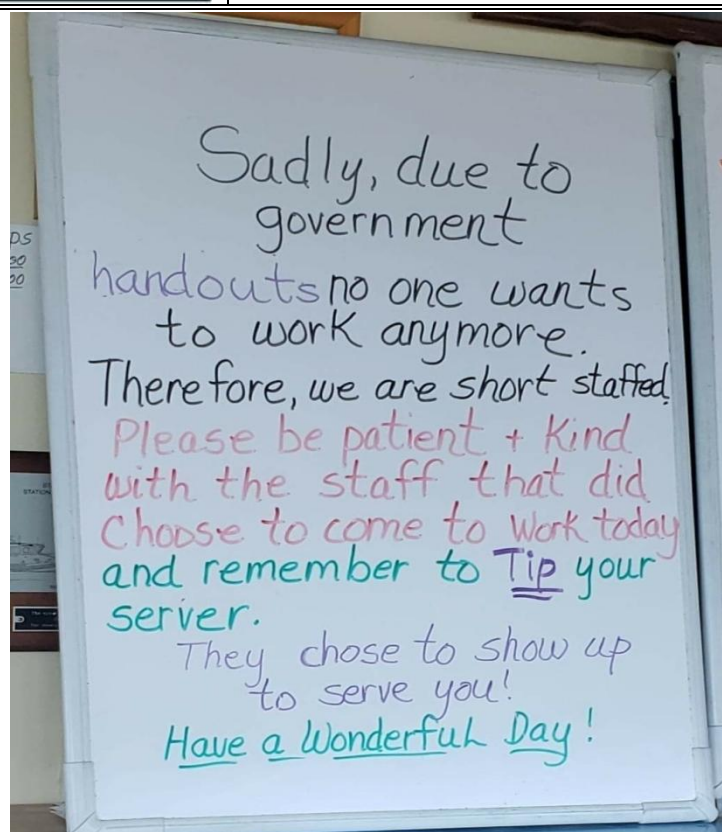 Sadly, due to
government
handouts no one wants
to work anymore.
Therefore, we are short staffed.
Please be patient + Kind
with the staff that did
Choose to come to work today
and remember to Tip your
server.
They chose to show up
to serve you!
Have a Wonderful Day!
DS